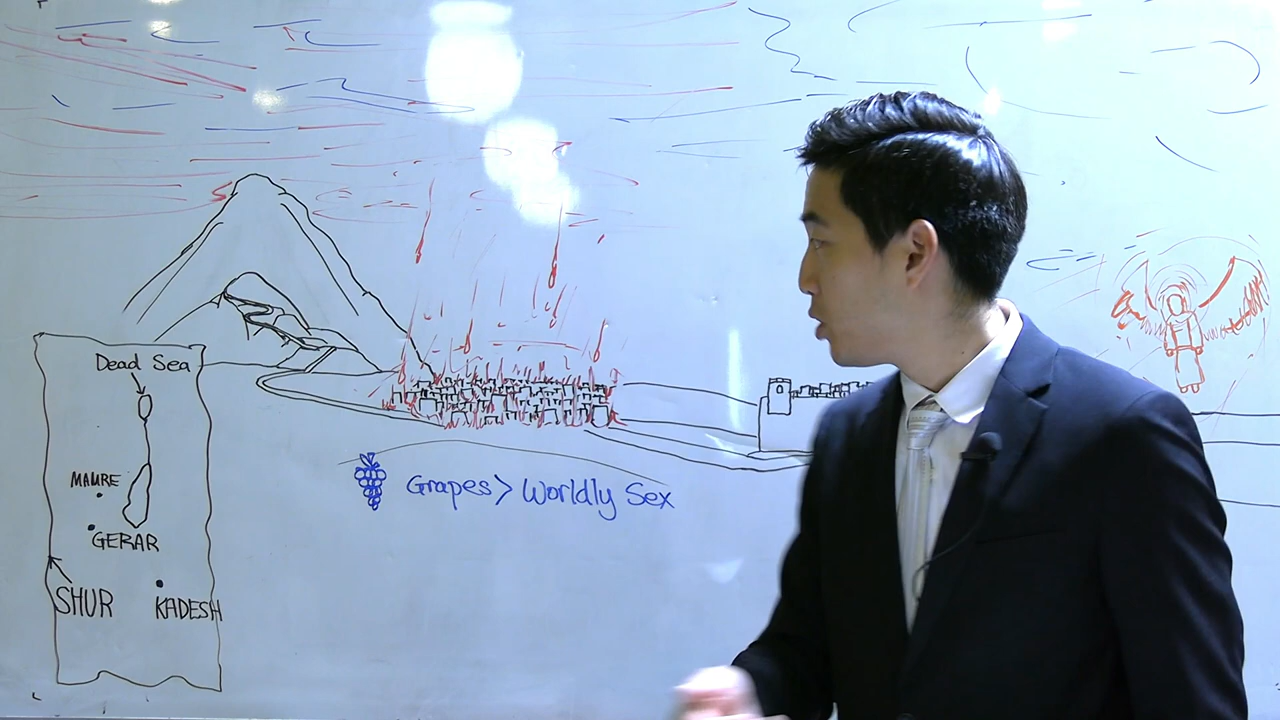 Dead Sea
MAMRE
GERAR
SHUR
KADESH
Grapes > Worldly Sex